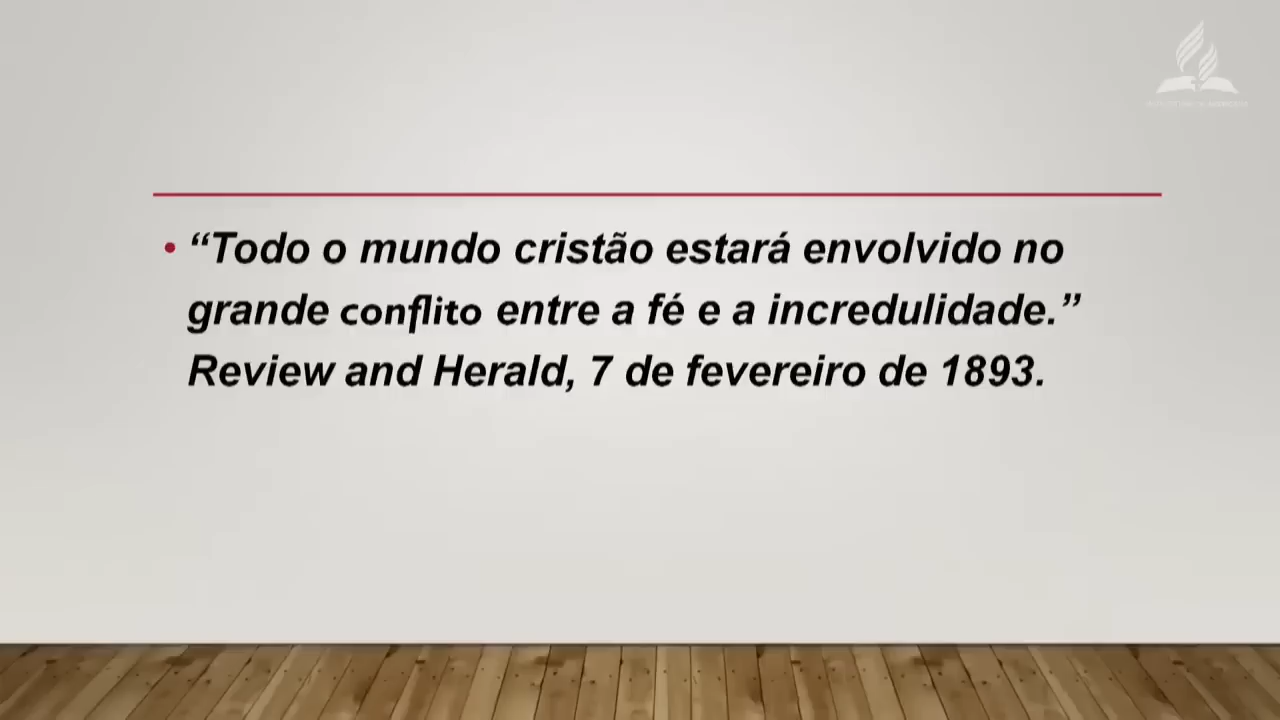 • “Todo o mundo cristão estará envolvido no
grande conflito entre a fé e a incredulidade.”
Review and Herald, 7 de fevereiro de 1893.